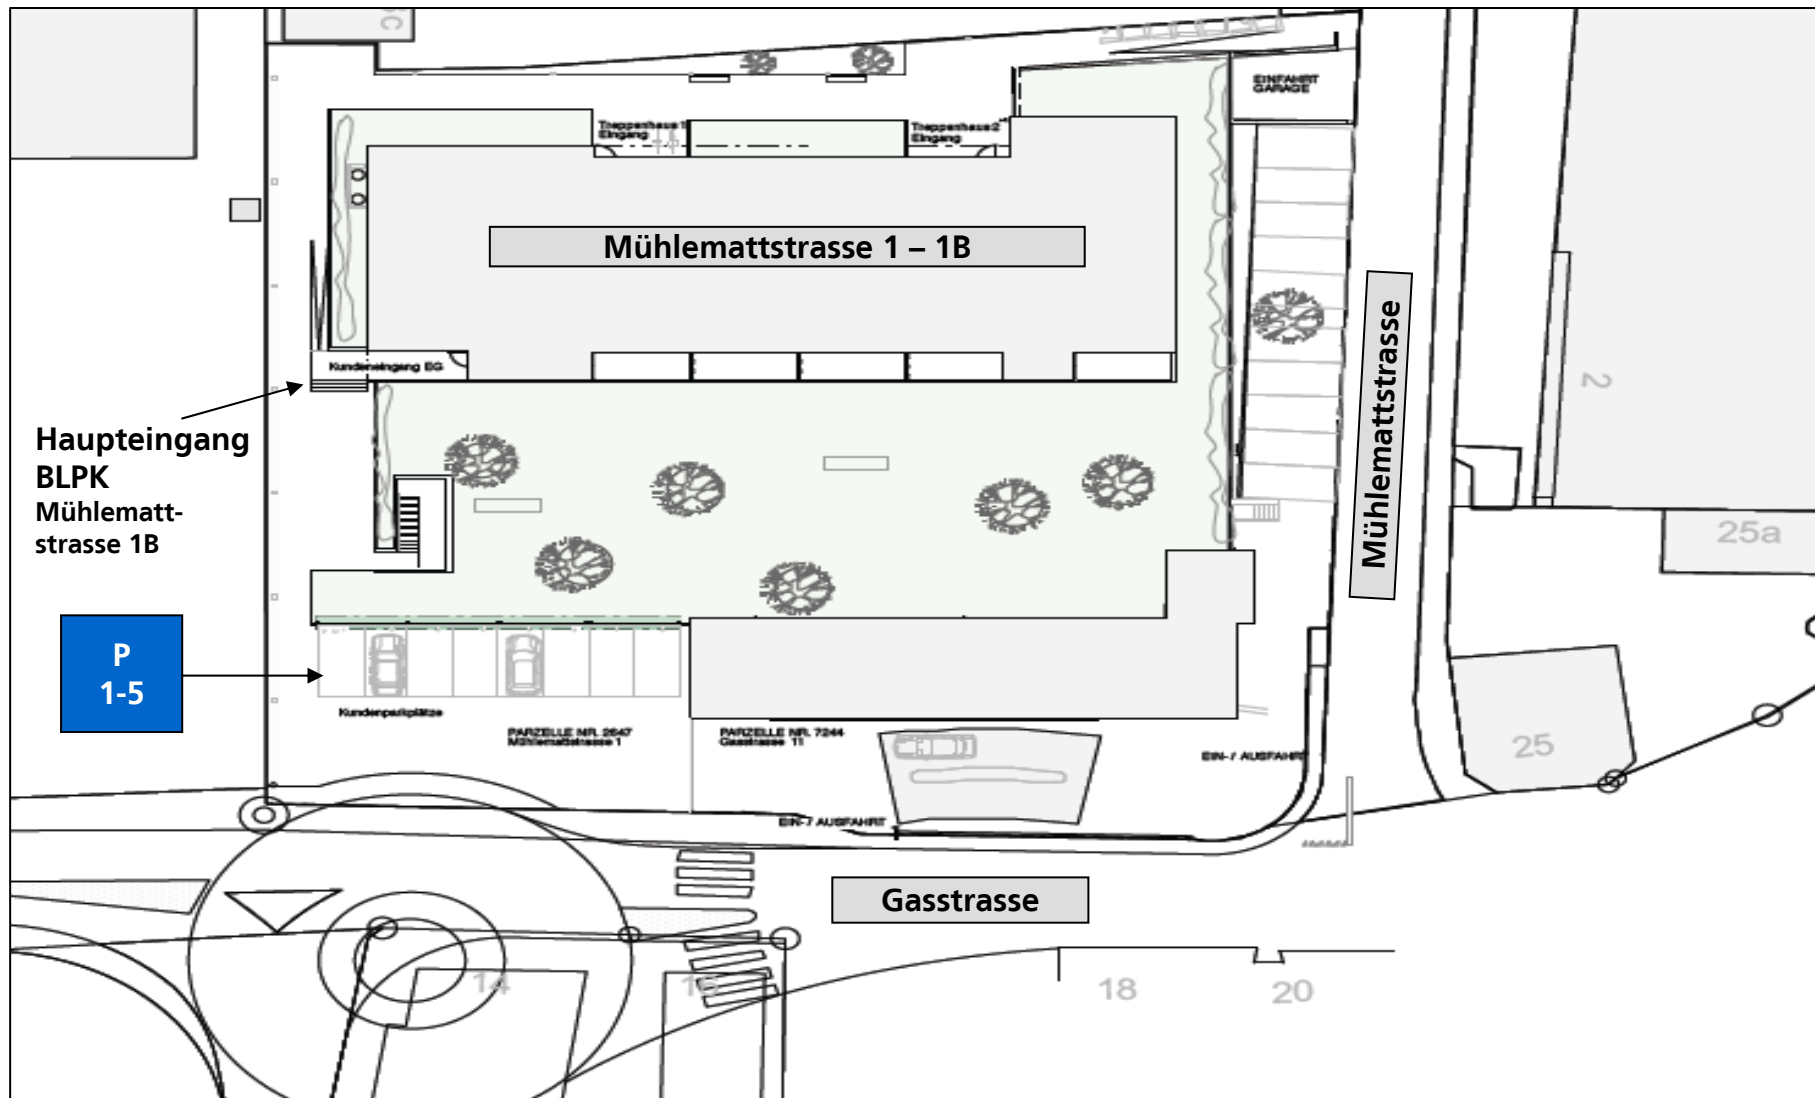 C
EINFAHRT
GARAGE
Treppenhaus 1
Eingang
Treppenhaus 2
Eingang
Mühlemattstrasse 1 – 1B
Mühlemattstrasse
Kundeneingang EG
2
Haupteingang
BLPK
Mühlematt-
strasse 1B
25a
P
1-5
Kundenparkplätze
PARZELLE NR. 2647
Mühlemattstrasse 1
PARZELLE NR. 7244
Gasstrasse 11
EIN- / AUSFAHRT
25
EIN- / AUSFAHRT
Gasstrasse
14
16
18
20